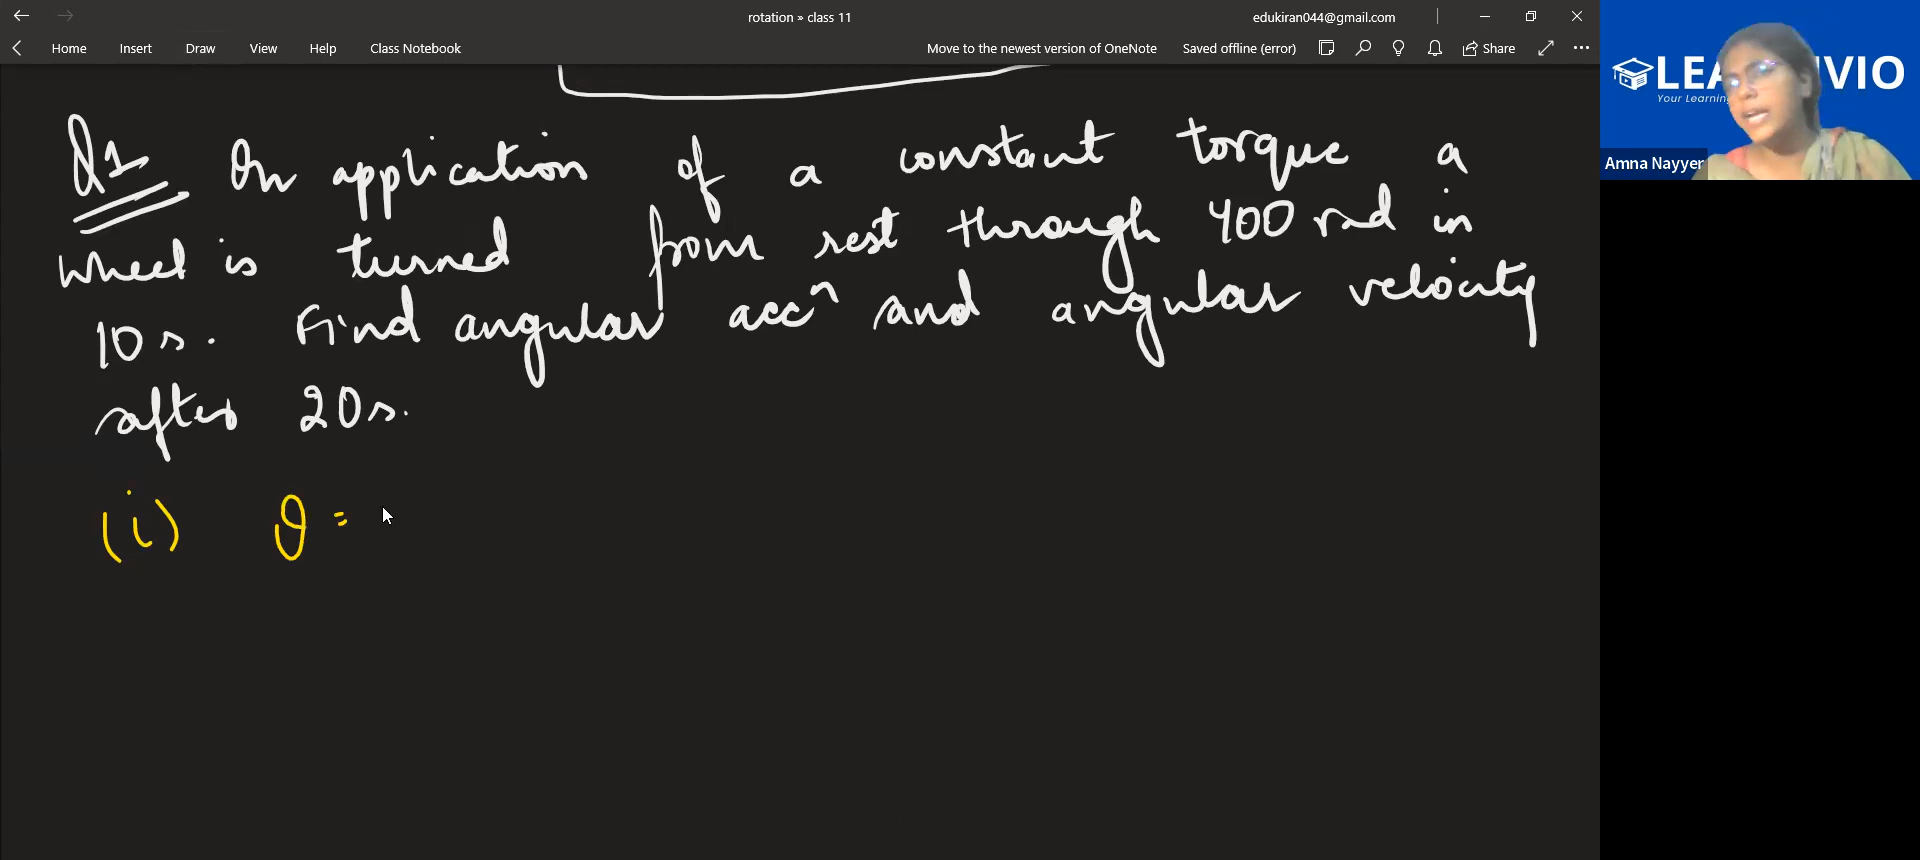 rotation » class 11
edukiran044@gmail.com
Home Insert Draw View Help Class Notebook
Move to the newest version of OneNote Saved offline (error) Share
Q1 On application of a constant torque a
wheel is turned from rest through 400 rad in
10 s. Find angular accⁿ and angular velocity
after 20s.
(i) θ =
LEA VIO
Your Learning
Amna Nayyer